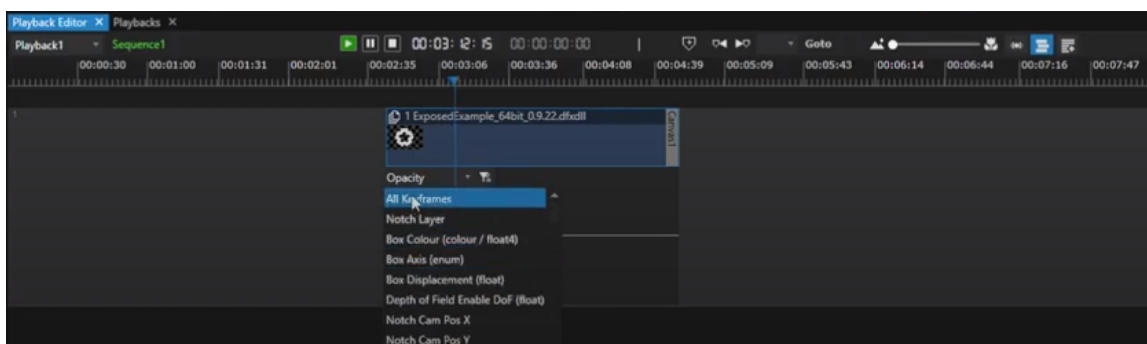 Playback Editor × Playbacks ×
Playback1 Sequence1 00:03:12:15 00:00:00:00 Goto
00:00:30 00:01:00 00:01:31 00:02:01 00:02:35 00:03:06 00:03:36 00:04:08 00:04:39 00:05:09 00:05:43 00:06:14 00:06:44 00:07:16 00:07:47
1
1 ExposedExample_64bit_0.9.22.dfxdll
Canvas1
Opacity
All Keyframes
Notch Layer
Box Colour (colour / float4)
Box Axis (enum)
Box Displacement (float)
Depth of Field Enable DoF (float)
Notch Cam Pos X
Notch Cam Pos Y